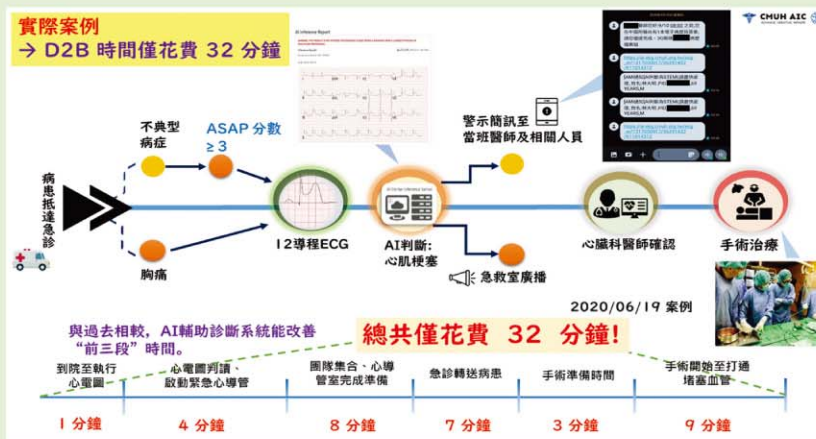 實際案例
→ D2B 時間僅花費 32 分鐘
AI Inference Report
CMUH AIC
不典型
病症
ASAP 分數
≥ 3
警示簡訊至
當班醫師及相關人員
病患抵達急診
胸痛
12導程ECG
AI判斷:
心肌梗塞
急救室廣播
心臟科醫師確認
手術治療
2020/06/19 案例
與過去相較，AI輔助診斷系統能改善
“前三段”時間。
總共僅花費 32 分鐘!
到院至執行
心電圖
心電圖判讀、
啟動緊急心導管
團隊集合、心導
管室完成準備
急診轉送病患
手術準備時間
手術開始至打通
堵塞血管
1 分鐘
4 分鐘
8 分鐘
7 分鐘
3 分鐘
9 分鐘